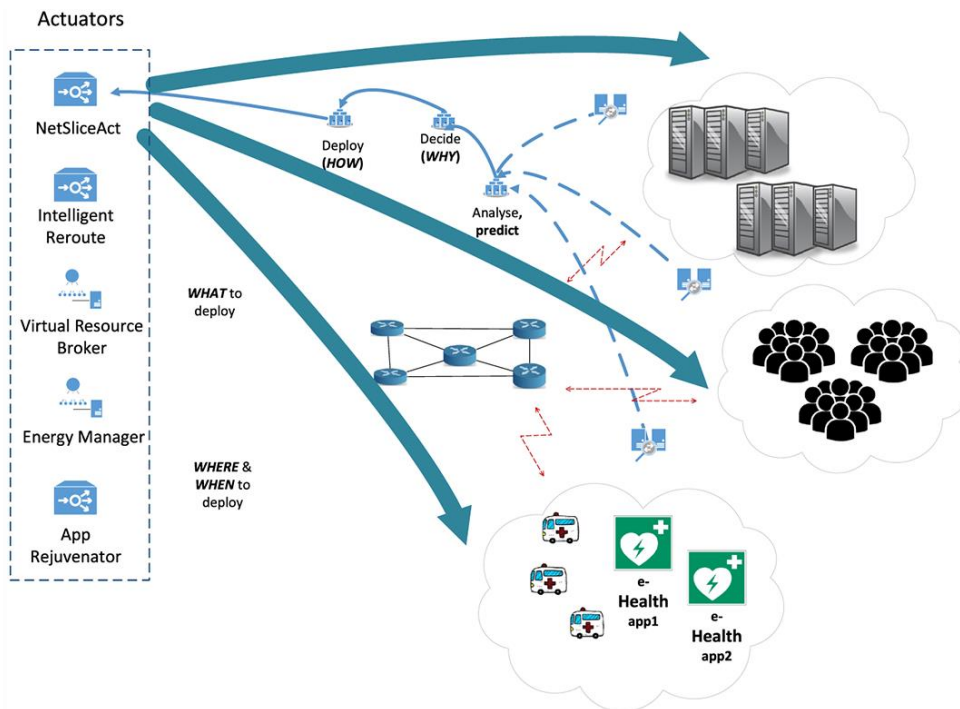 Actuators
NetSliceAct
Intelligent
Reroute
Virtual Resource
Broker
Energy Manager
App
Rejuvenator
Deploy
(HOW)
Decide
(WHY)
Analyse,
predict
WHAT to
deploy
WHERE &
WHEN to
deploy
e-
Health
app1
e-
Health
app2